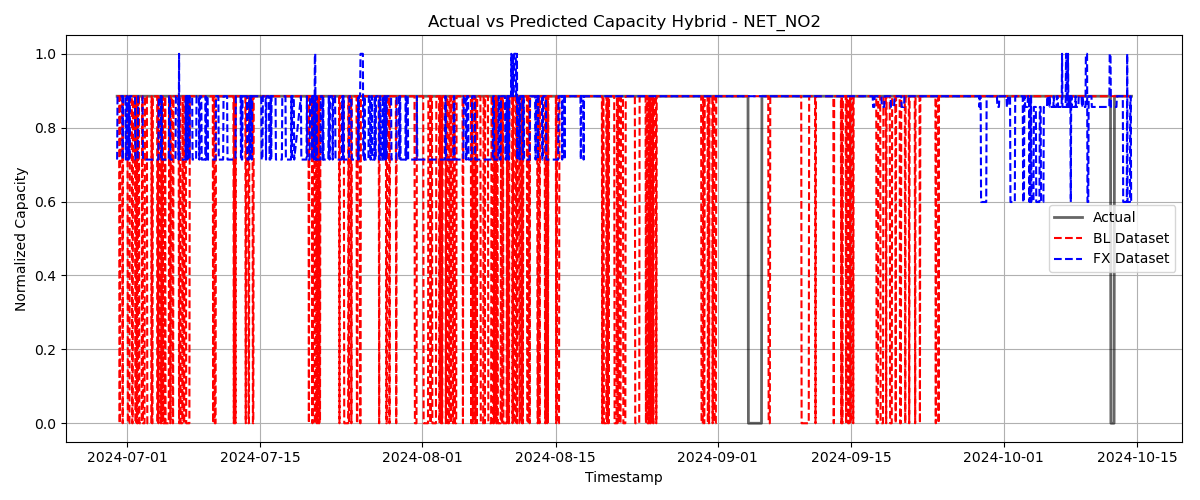 Actual vs Predicted Capacity Hybrid - NET_NO2
Normalized Capacity
1.0
0.8
0.6
0.4
0.2
0.0
Actual
BL Dataset
FX Dataset
2024-07-01 2024-07-15 2024-08-01 2024-08-15 2024-09-01 2024-09-15 2024-10-01 2024-10-15
Timestamp